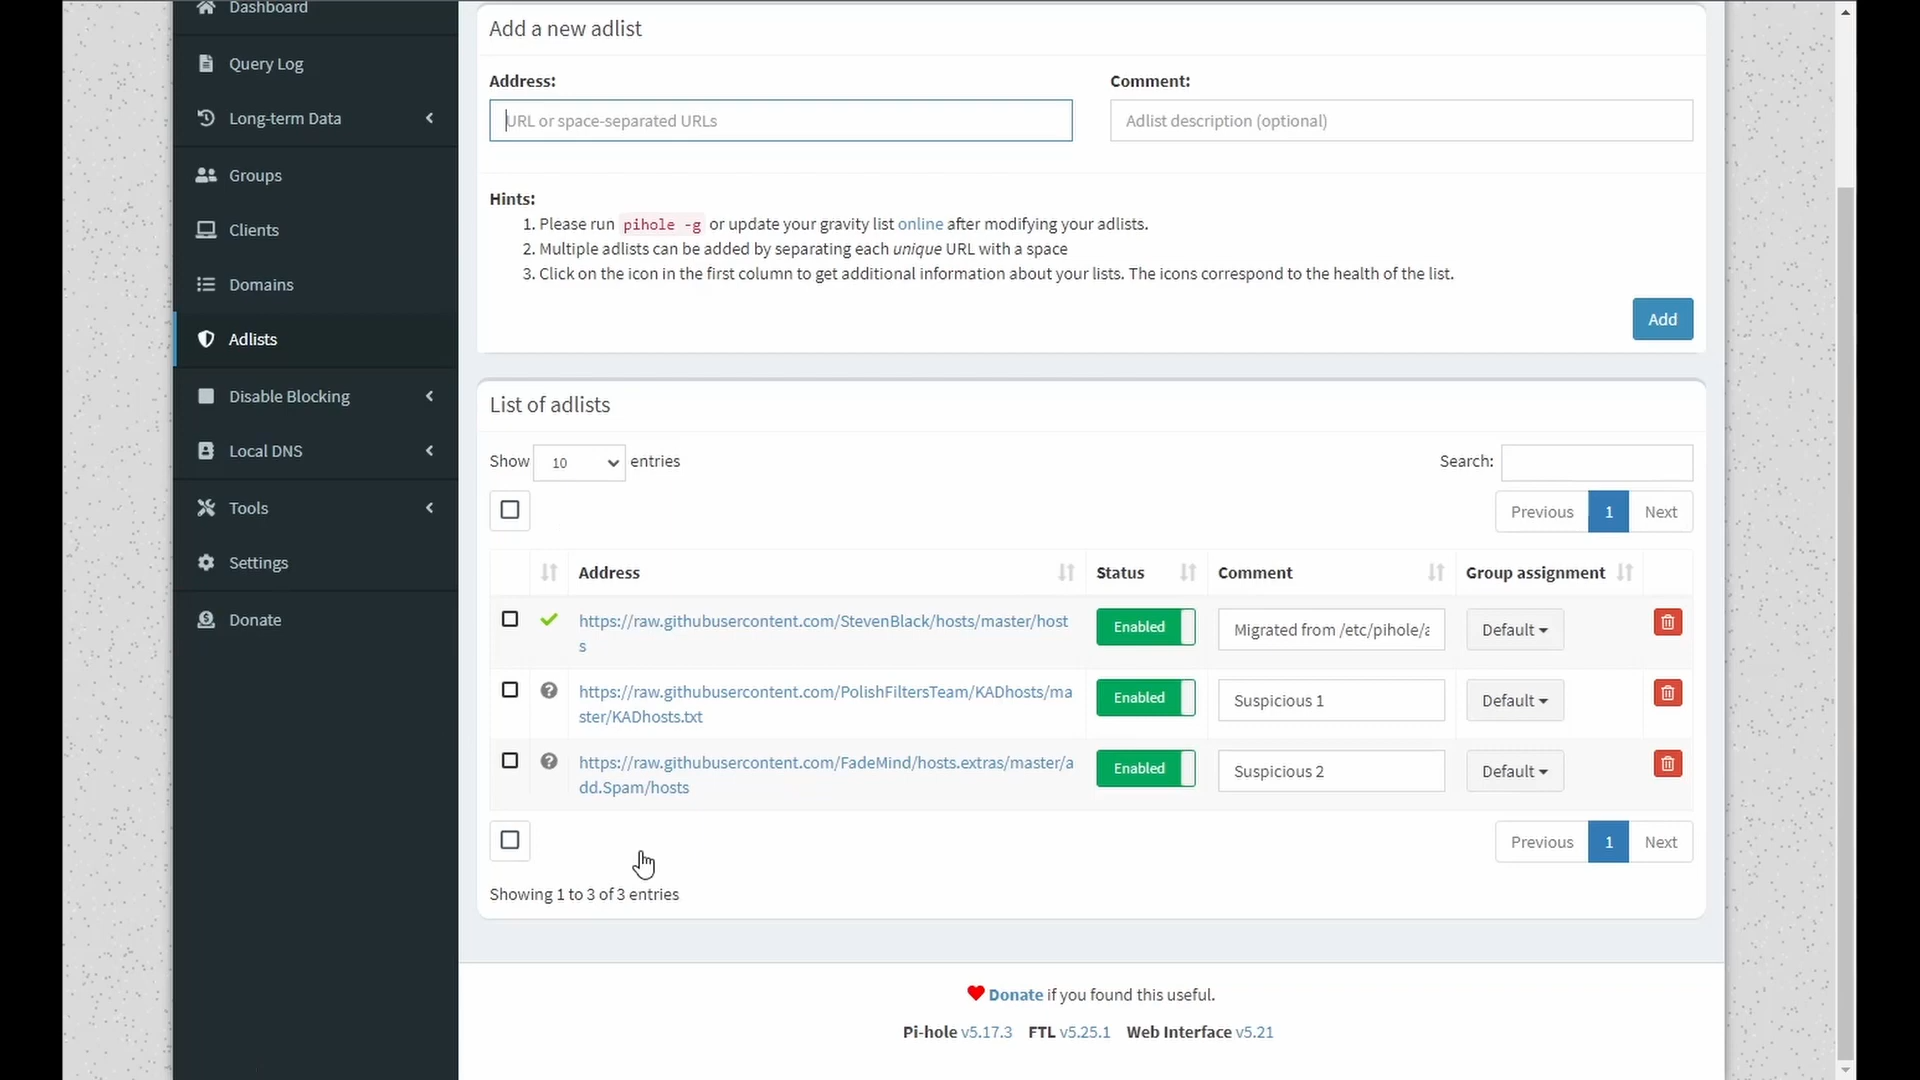 Dashboard
Query Log
Long-term Data
Groups
Clients
Domains
Adlists
Disable Blocking
Local DNS
Tools
Settings
Donate
Add a new adlist
Address:
Comment:
URL or space-separated URLs
Adlist description (optional)
Hints:
1. Please run pihole -g or update your gravity list online after modifying your adlists.
2. Multiple adlists can be added by separating each unique URL with a space
3. Click on the icon in the first column to get additional information about your lists. The icons correspond to the health of the list.
Add
List of adlists
Show 10 entries
Search:
Previous 1 Next
Address Status Comment Group assignment
https://raw.githubusercontent.com/StevenBlack/hosts/master/host
s
Enabled
Migrated from /etc/pihole/a
Default
https://raw.githubusercontent.com/PolishFiltersTeam/KADhosts/ma
ster/KADhosts.txt
Enabled
Suspicious 1
Default
https://raw.githubusercontent.com/FadeMind/hosts.extras/master/a
dd.Spam/hosts
Enabled
Suspicious 2
Default
Previous 1 Next
Showing 1 to 3 of 3 entries
Donate if you found this useful.
Pi-hole v5.17.3 FTL v5.25.1 Web Interface v5.21